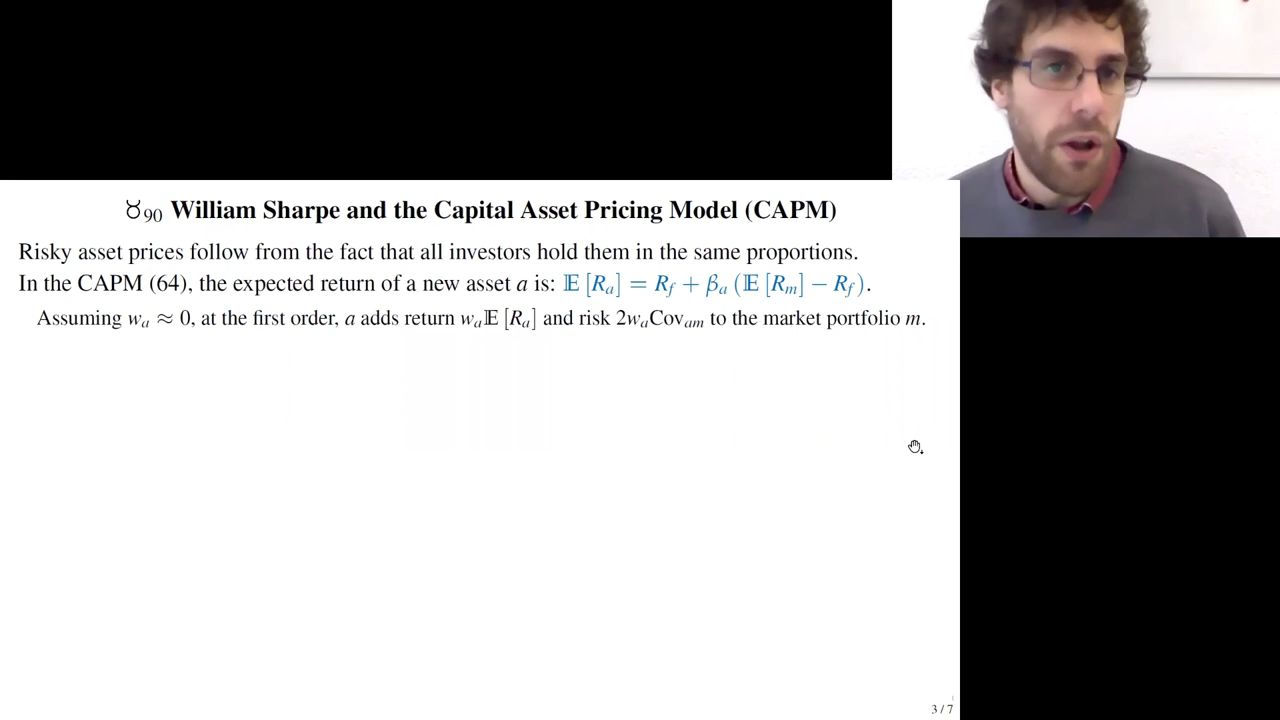 ♉90 William Sharpe and the Capital Asset Pricing Model (CAPM)
Risky asset prices follow from the fact that all investors hold them in the same proportions.
In the CAPM (64), the expected return of a new asset a is: 𝔼 [Rₐ] = R_f + βₐ (𝔼 [Rₘ] − R_f).
Assuming wₐ ≈ 0, at the first order, a adds return wₐ𝔼 [Rₐ] and risk 2wₐCovₐₘ to the market portfolio m.
3 / 7